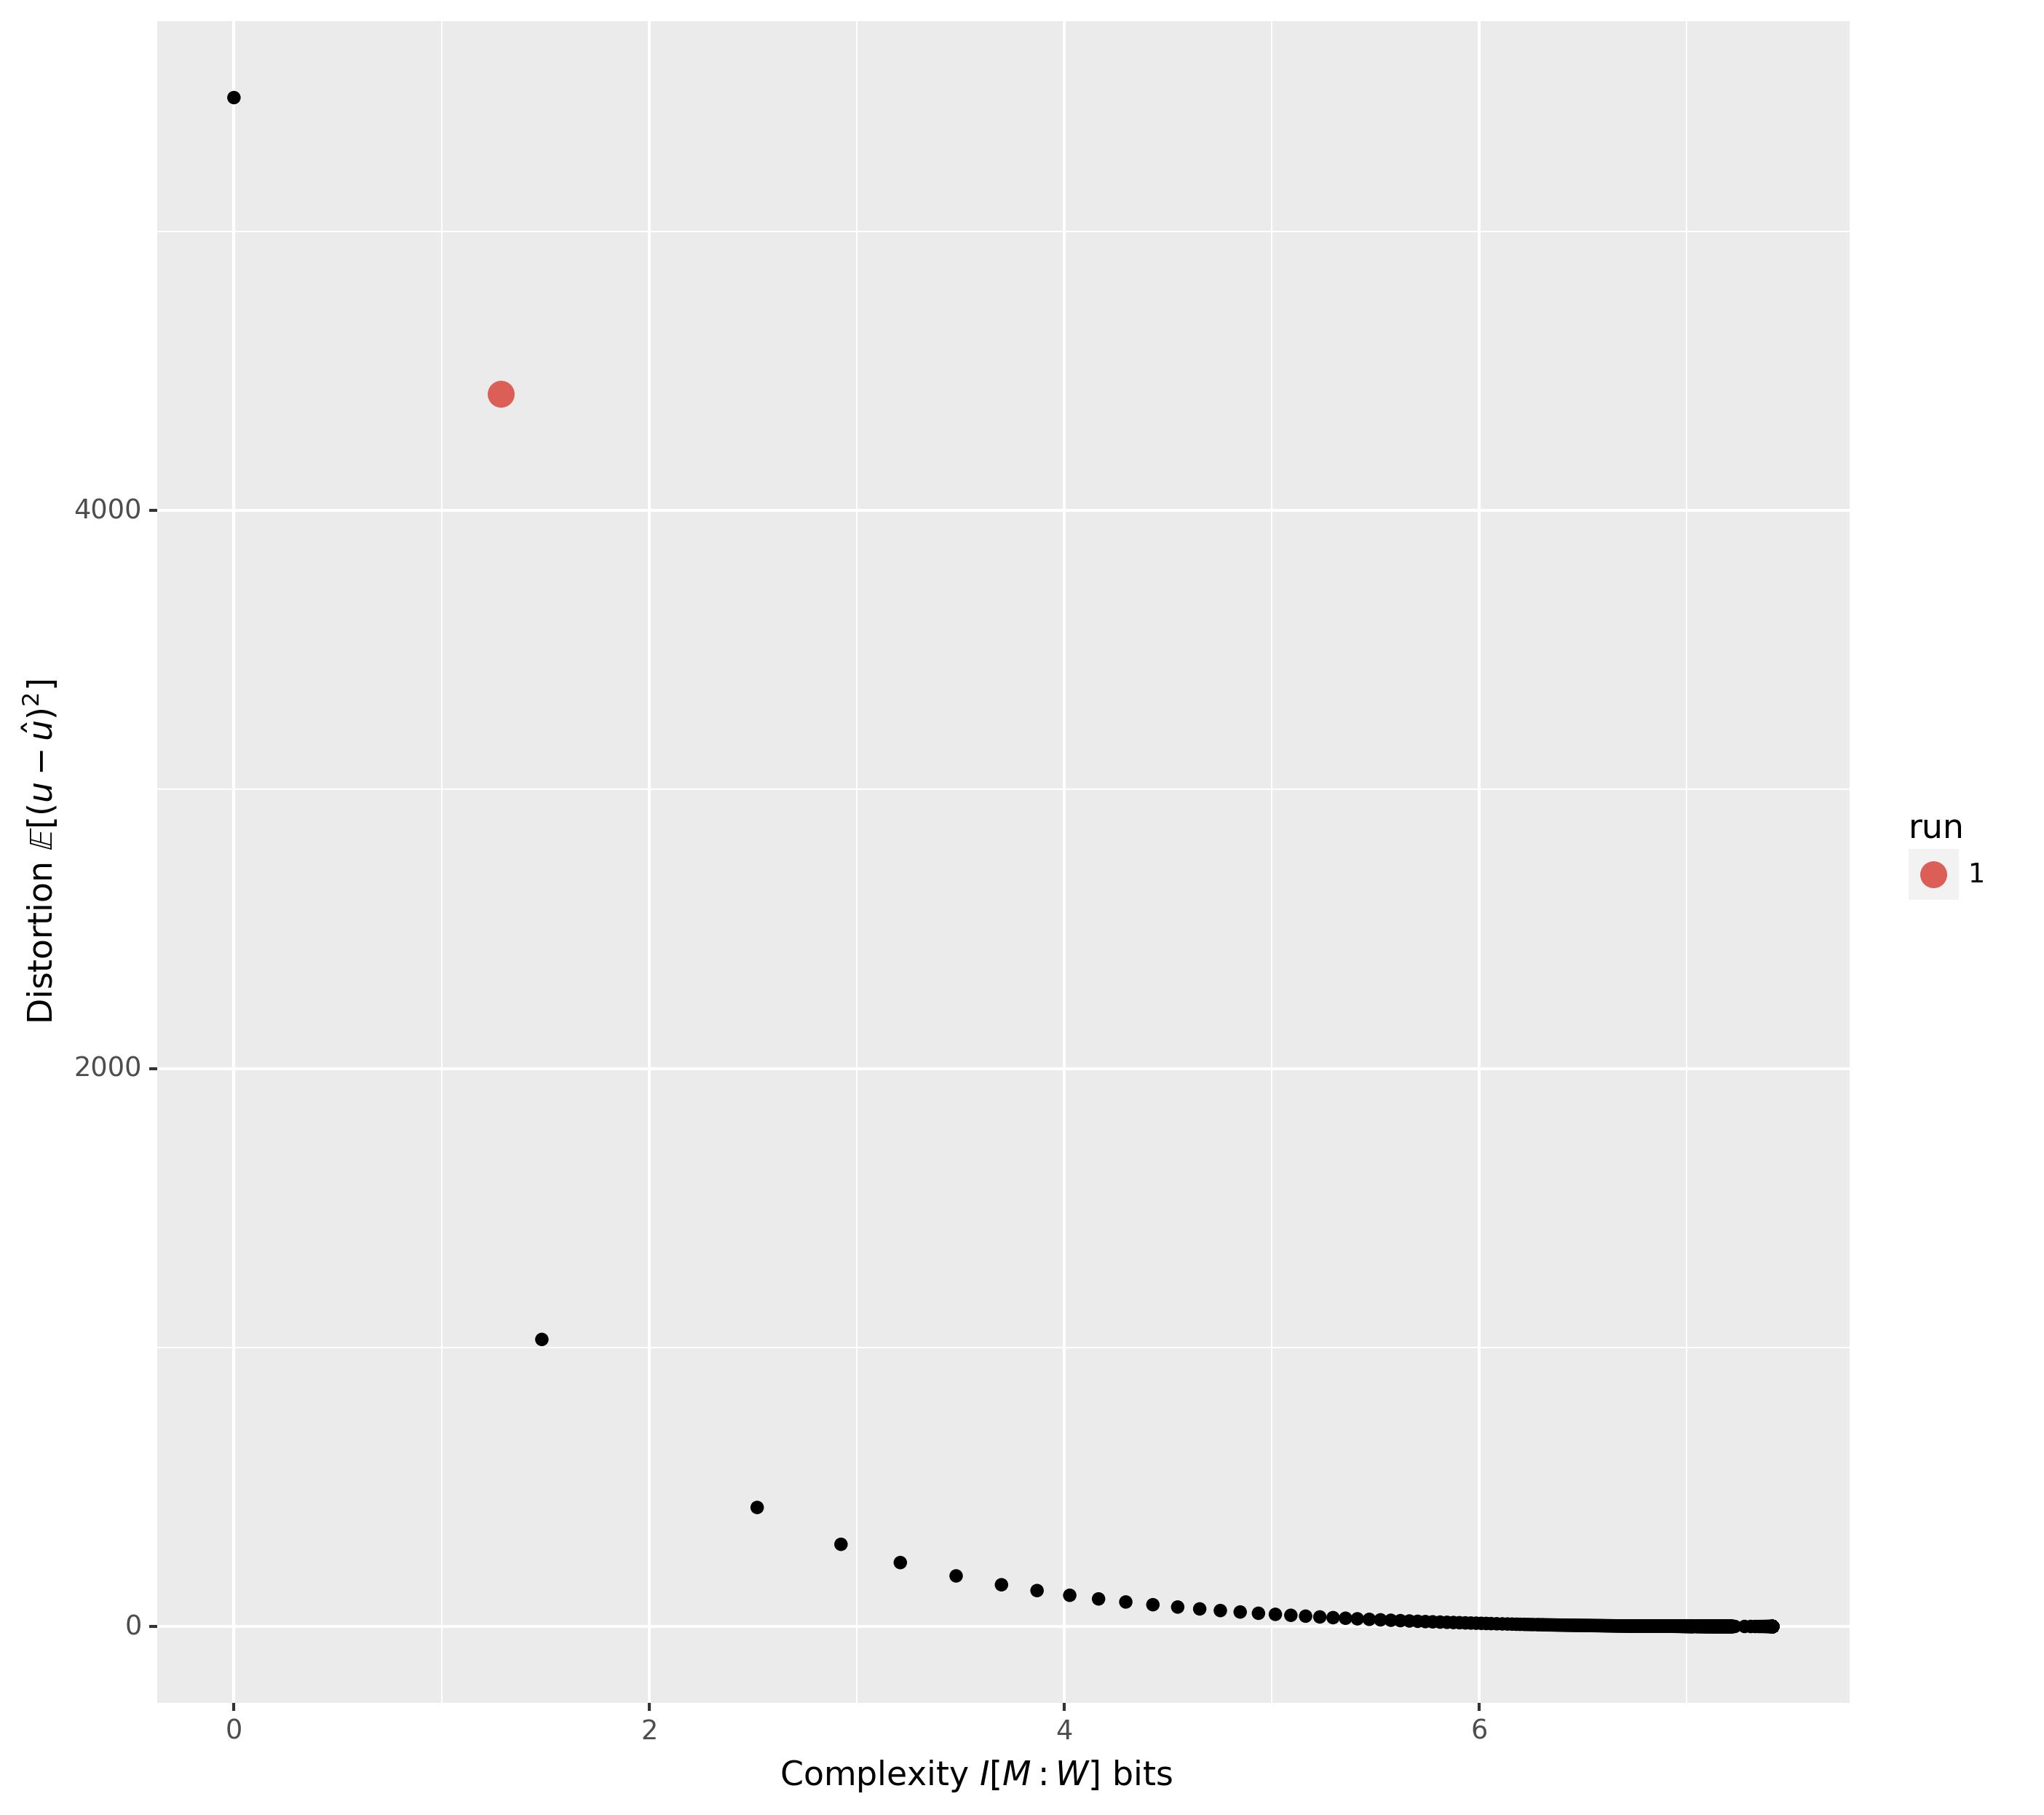 Distortion 𝔼[(u − û)²]
4000
2000
0
0 2 4 6
Complexity I[M : W] bits
run
1